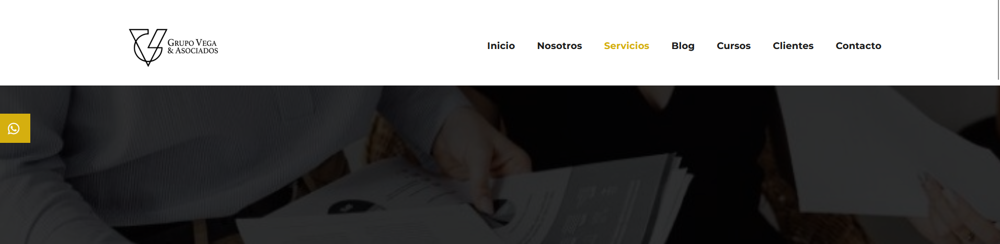 Grupo Vega
& Asociados
Inicio Nosotros Servicios Blog Cursos Clientes Contacto